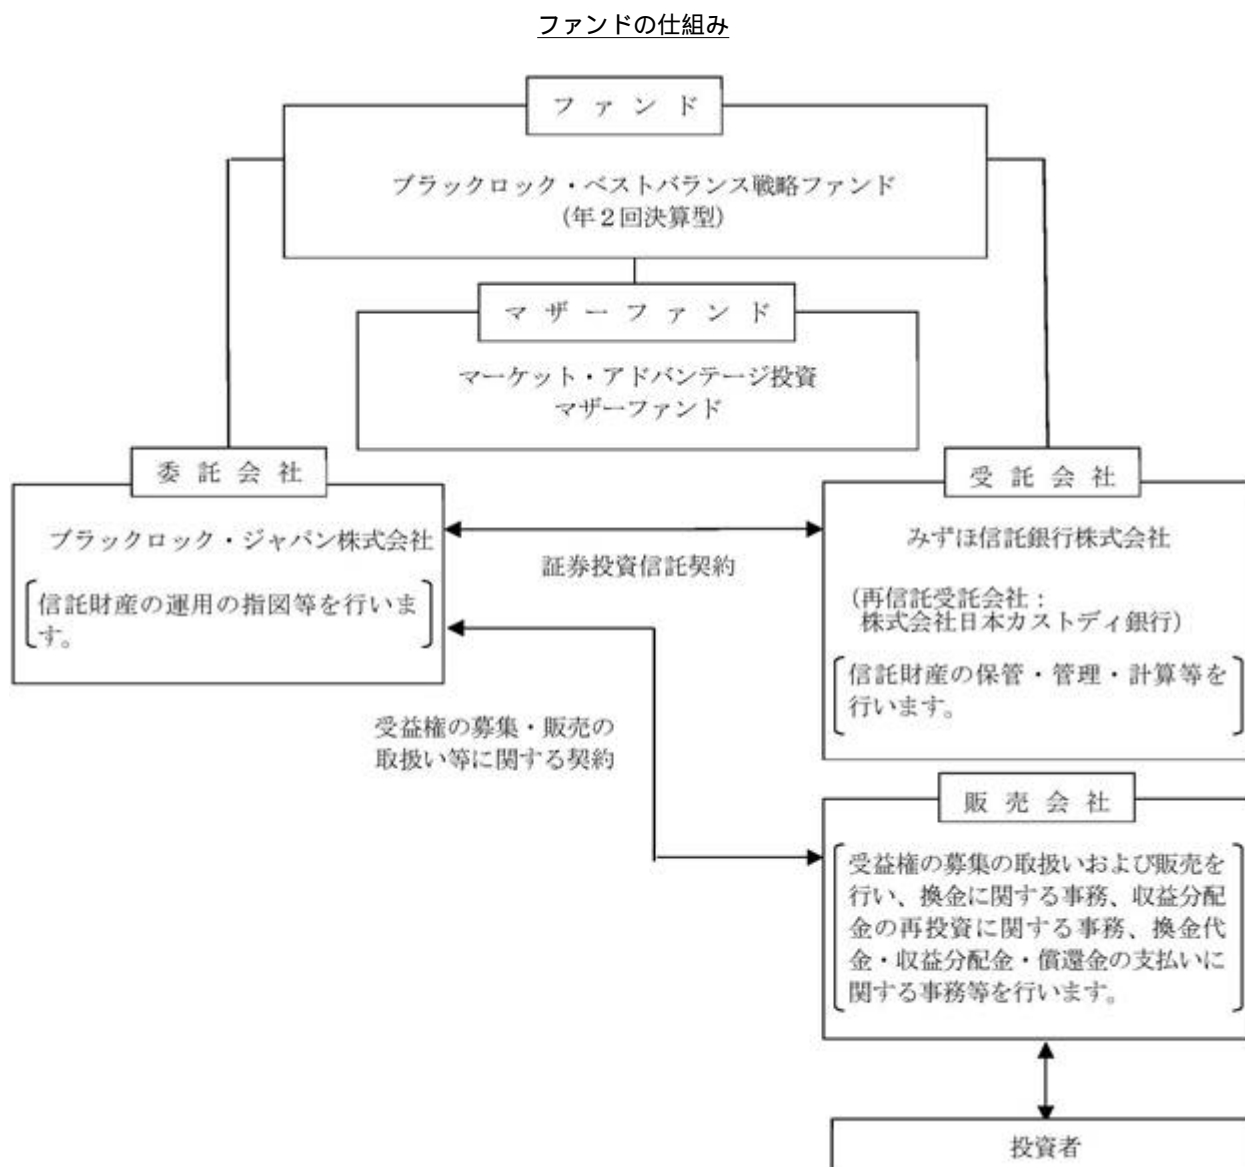 ファンドの仕組み
ファンド
ブラックロック・ベストバランス戦略ファンド
(年２回決算型)
マザーファンド
マーケット・アドバンテージ投資
マザーファンド
委託会社
ブラックロック・ジャパン株式会社
信託財産の運用の指図等を行いま
す。
証券投資信託契約
受託会社
みずほ信託銀行株式会社
(再信託受託会社：
株式会社日本カストディ銀行)
信託財産の保管・管理・計算等を
行います。
受益権の募集・販売の
取扱い等に関する契約
販売会社
受益権の募集の取扱いおよび販売を
行い、換金に関する事務、収益分配
金の再投資に関する事務、換金代
金・収益分配金・償還金の支払いに
関する事務等を行います。
投資者